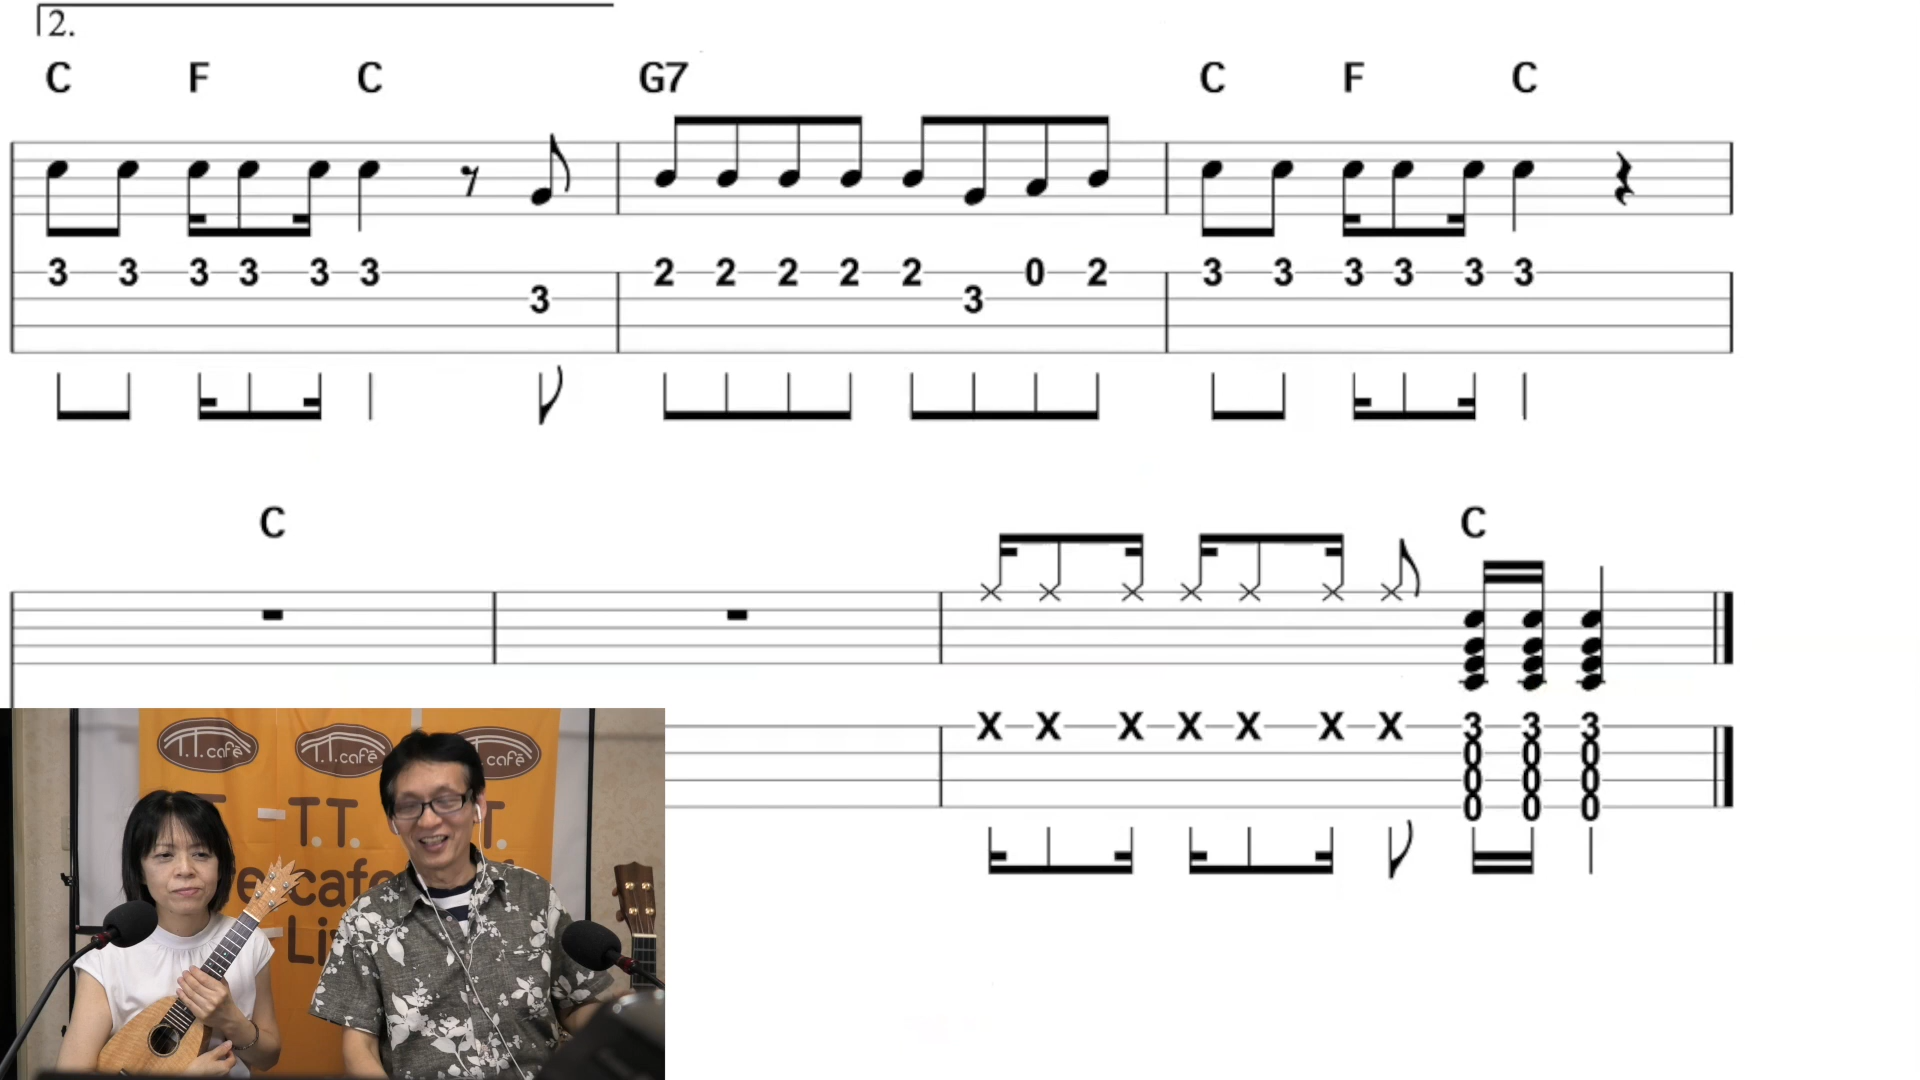 2.
C F C G7 C F C
3 3 3 3 3 3 2 2 2 2 2 0 2 3 3 3 3 3 3
3 3
C C
X X X X X X X 3 3 3
0 0 0
0 0 0
0 0 0
T.T.café T.T.café café
T.T.
café
Li